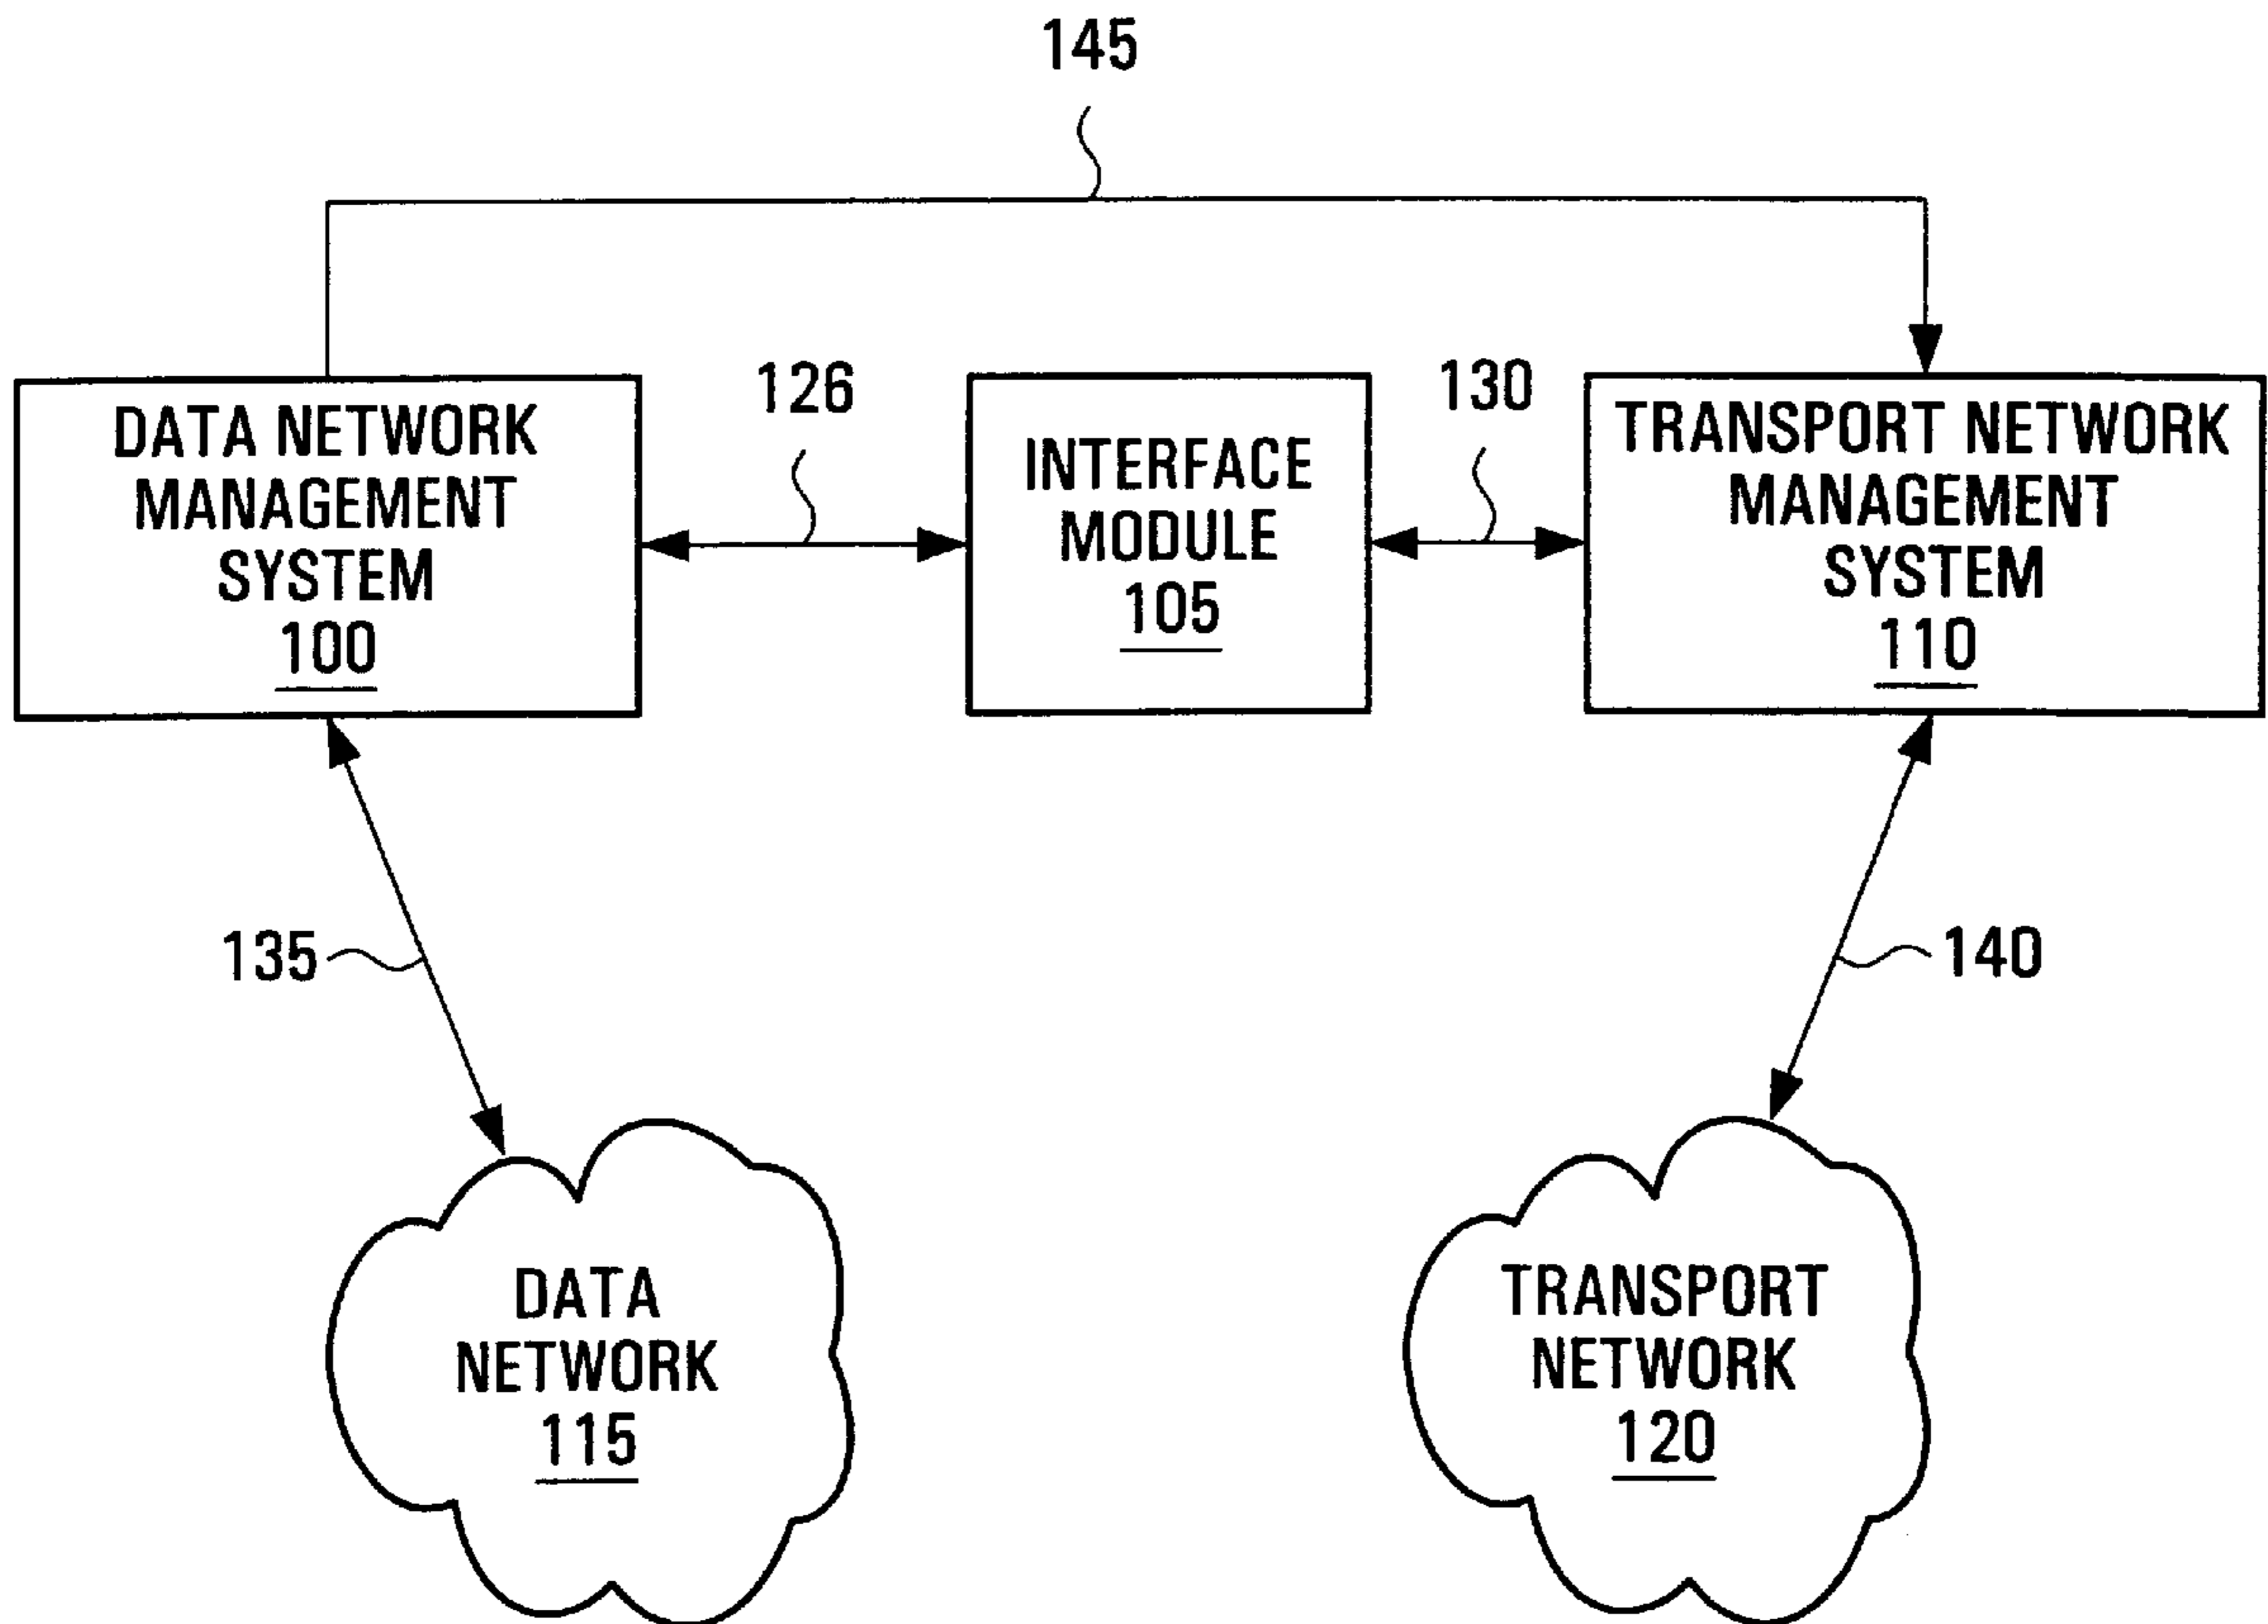 145
126
130
DATA NETWORK
MANAGEMENT
SYSTEM
100
INTERFACE
MODULE
105
TRANSPORT NETWORK
MANAGEMENT
SYSTEM
110
135
140
DATA
NETWORK
115
TRANSPORT
NETWORK
120